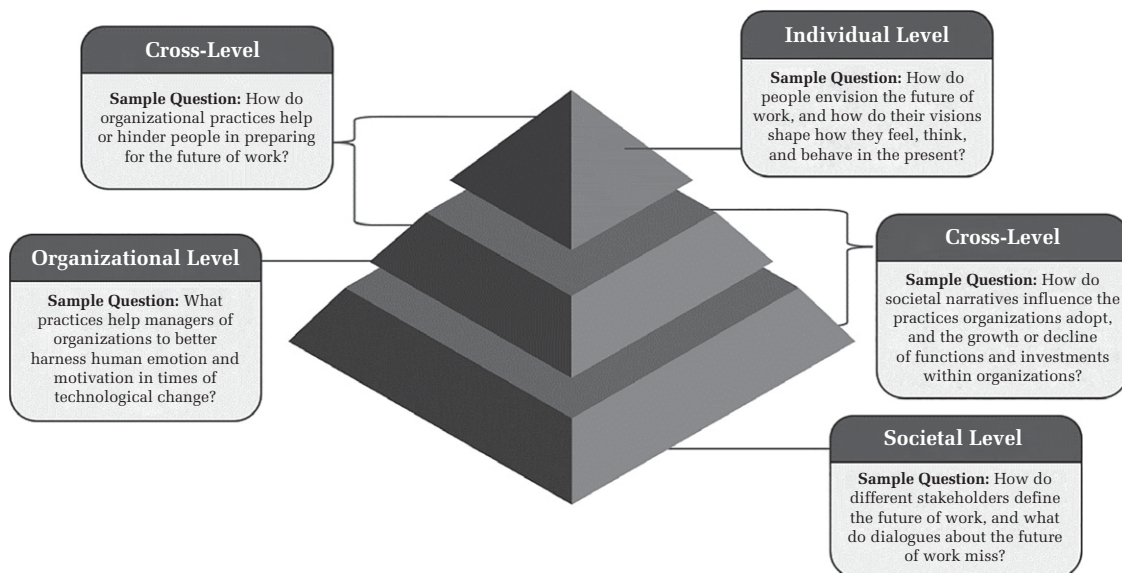 Cross-Level
Sample Question: How do
organizational practices help
or hinder people in preparing
for the future of work?
Individual Level
Sample Question: How do
people envision the future of
work, and how do their visions
shape how they feel, think,
and behave in the present?
Organizational Level
Sample Question: What
practices help managers of
organizations to better
harness human emotion and
motivation in times of
technological change?
Cross-Level
Sample Question: How do
societal narratives influence the
practices organizations adopt,
and the growth or decline
of functions and investments
within organizations?
Societal Level
Sample Question: How do
different stakeholders define
the future of work, and what
do dialogues about the future
of work miss?